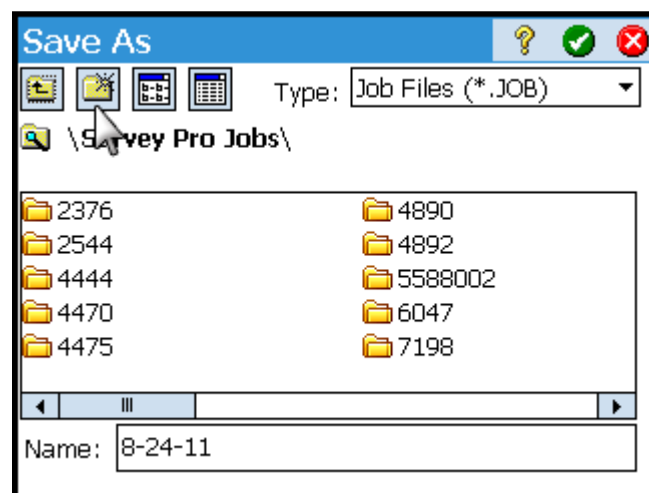 Save As
Type: Job Files (*.JOB)
\Survey Pro Jobs\
2376 4890
2544 4892
4444 5588002
4470 6047
4475 7198
Name: 8-24-11